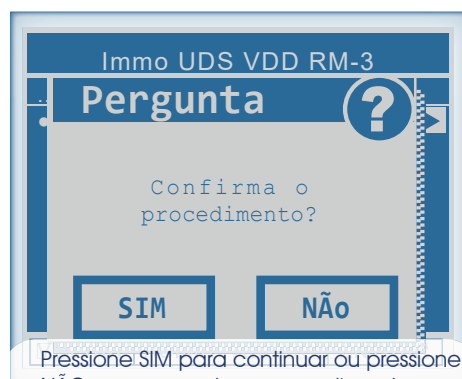 Immo UDS VDD RM-3
Pergunta
?
Confirma o
procedimento?
SIM NÃo
Pressione SIM para continuar ou pressione